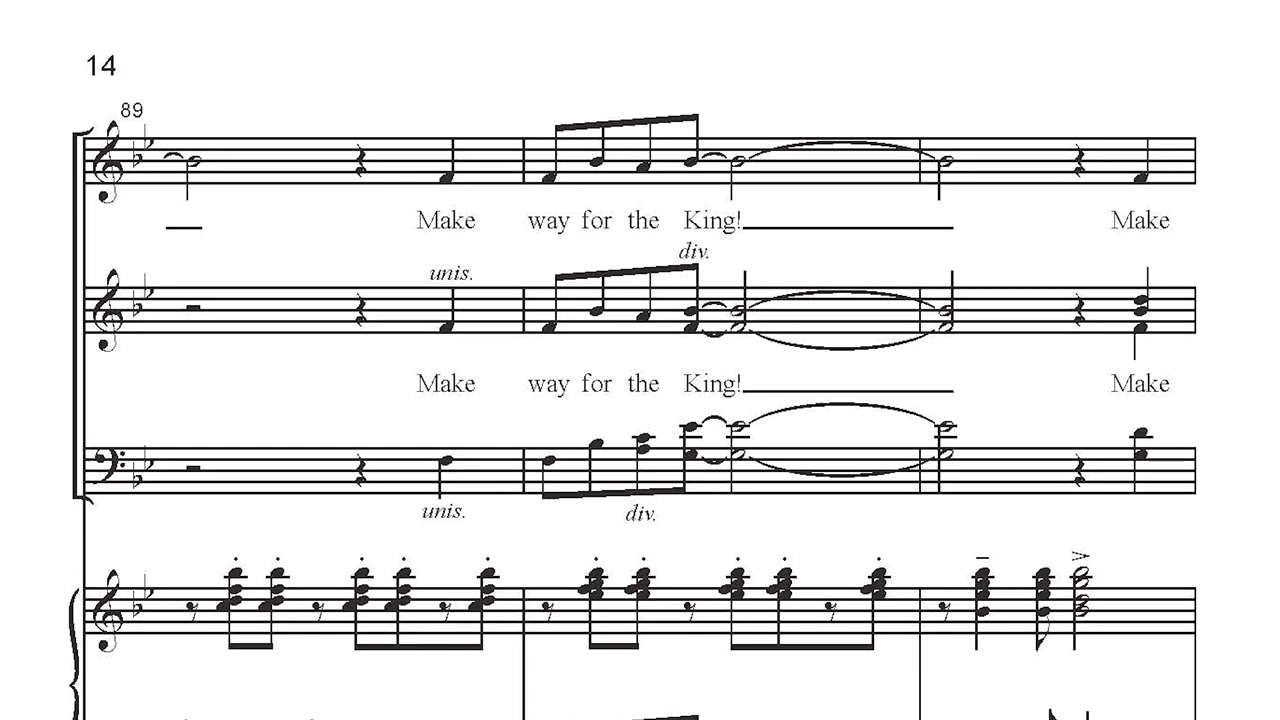 14
89
Make way for the King! Make
div.
unis.
Make way for the King! Make
unis. div.